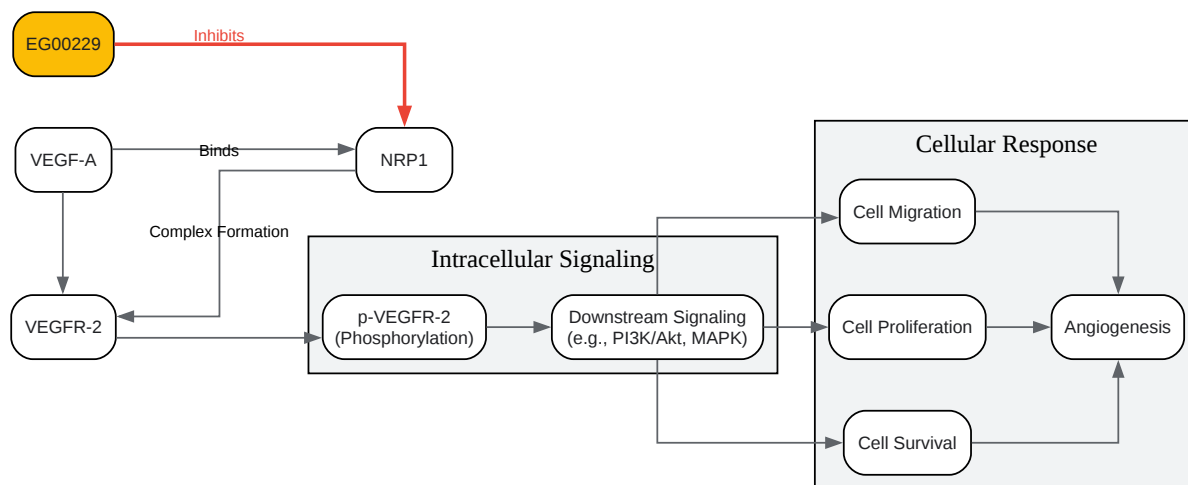 EG00229
Inhibits
VEGF-A
Binds
NRP1
Cellular Response
Cell Migration
Complex Formation
Intracellular Signaling
VEGFR-2
p-VEGFR-2
(Phosphorylation)
Downstream Signaling
(e.g., PI3K/Akt, MAPK)
Cell Proliferation
Angiogenesis
Cell Survival